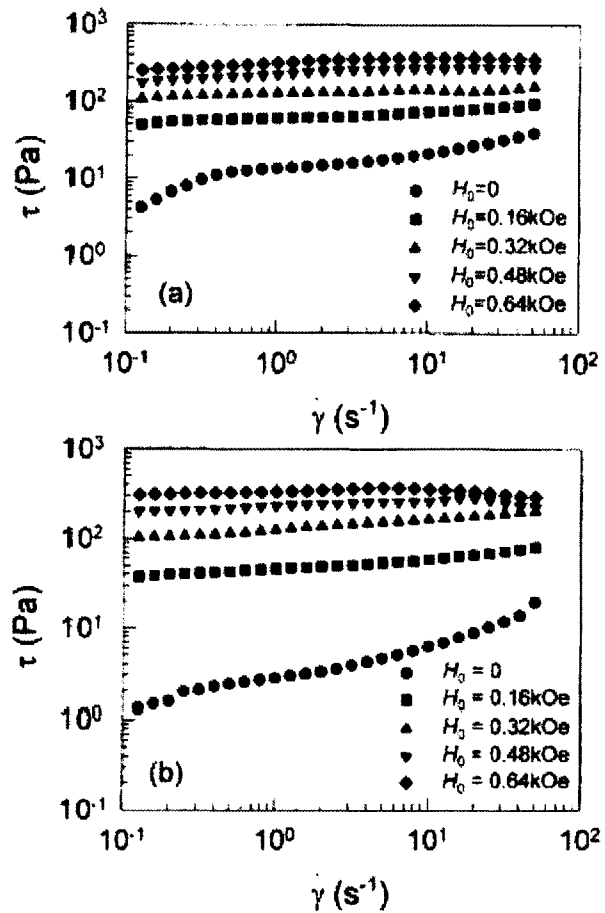 10³
10²
10¹
10⁰
10⁻¹
τ (Pa)
H₀=0
H₀=0.16kOe
H₀=0.32kOe
H₀=0.48kOe
H₀=0.64kOe
(a)
10⁻¹ 10⁰ 10¹ 10²
γ̇ (s⁻¹)
10³
10²
10¹
10⁰
10⁻¹
τ (Pa)
H₀ = 0
H₀ = 0.16kOe
H₀ = 0.32kOe
H₀ = 0.48kOe
H₀ = 0.64kOe
(b)
10⁻¹ 10⁰ 10¹ 10²
γ̇ (s⁻¹)